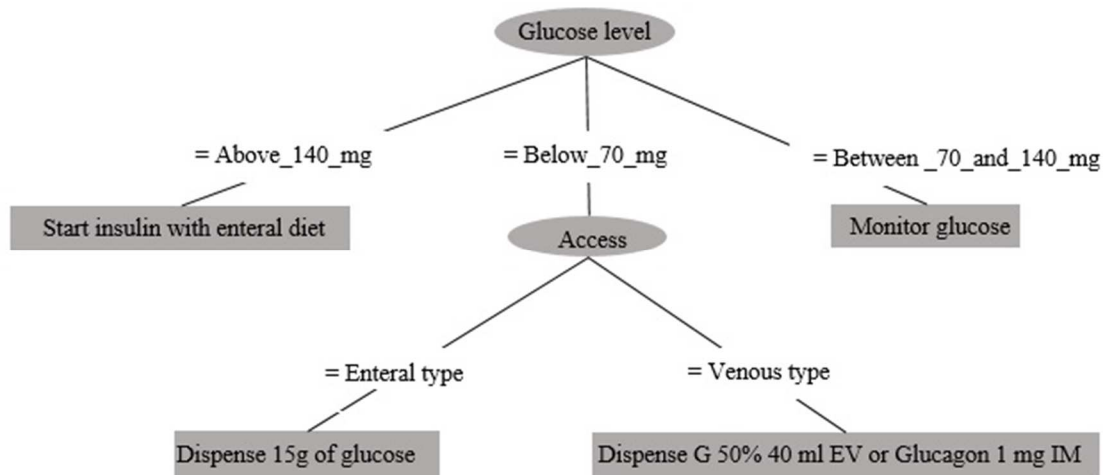 Glucose level
= Above_140_mg
= Below_70_mg
= Between _70_and_140_mg
Start insulin with enteral diet
Access
Monitor glucose
= Enteral type
= Venous type
Dispense 15g of glucose
Dispense G 50% 40 ml EV or Glucagon 1 mg IM